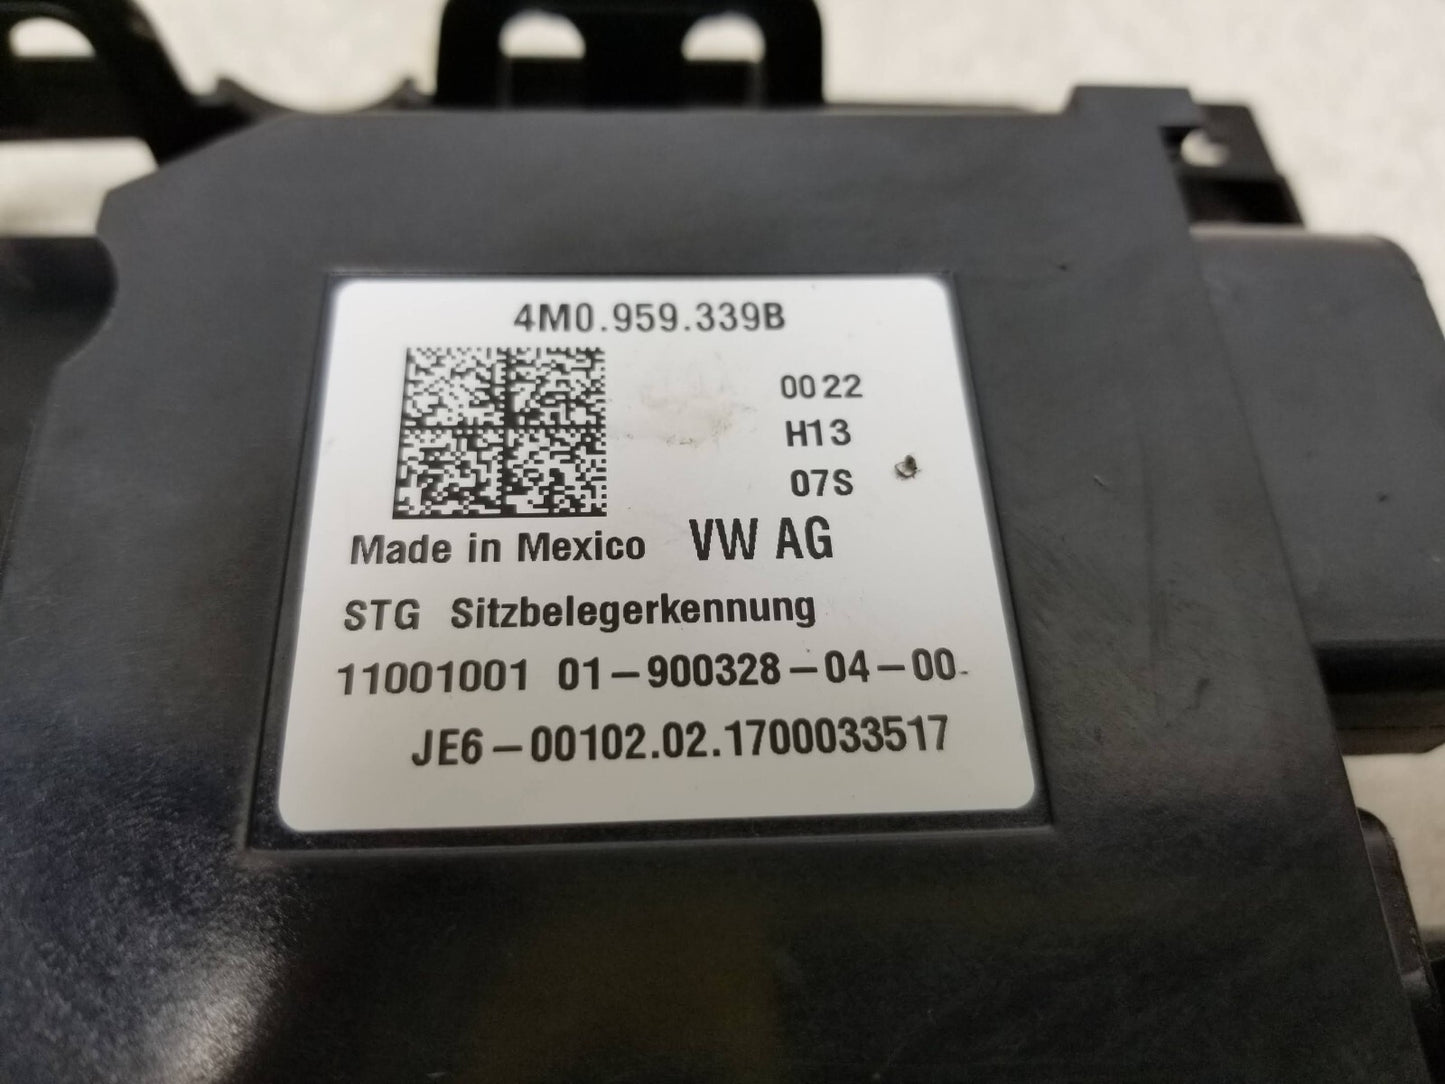 4M0.959.339B
0022
H13
07S
Made in Mexico VW AG
STG Sitzbelegerkennung
11001001 01-900328-04-00
JE6-00102.02.1700033517